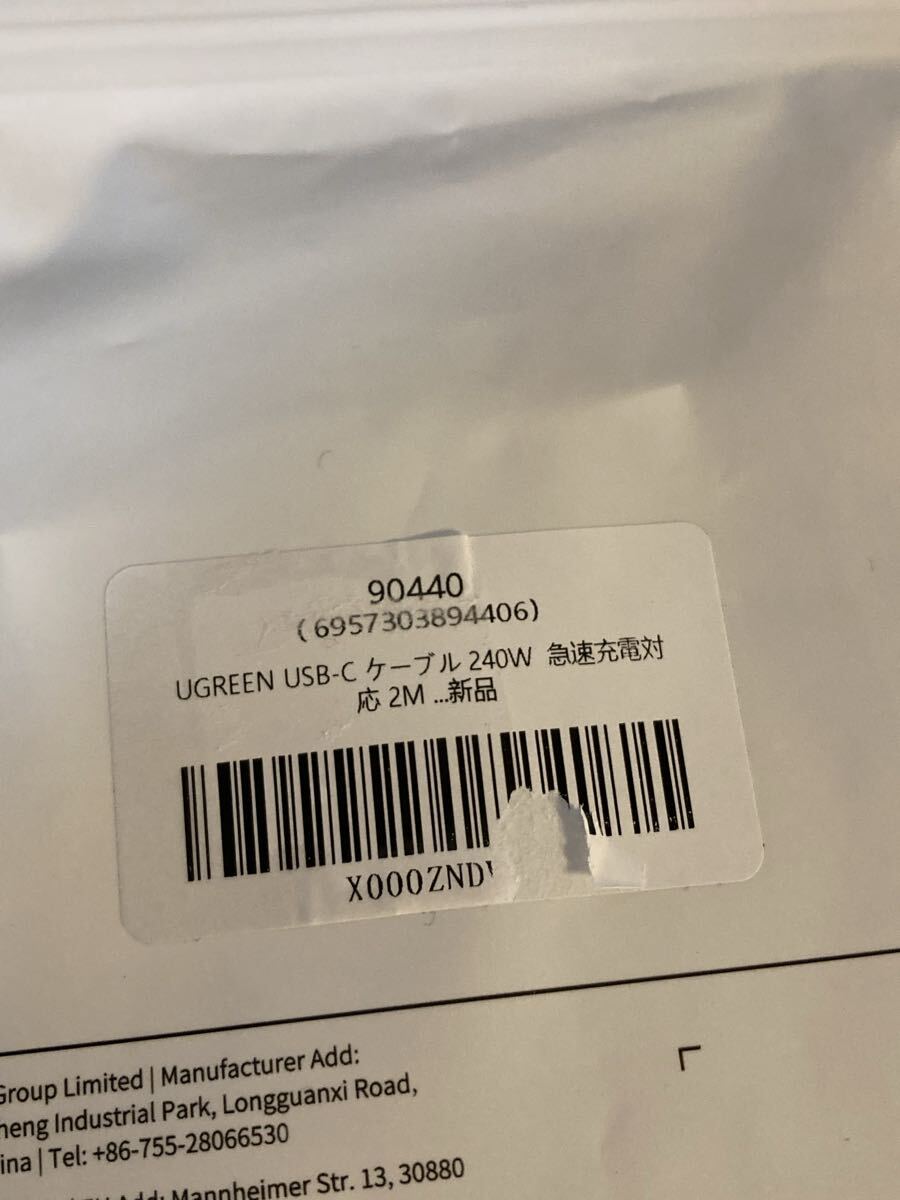 90440
(6957303894406)
UGREEN USB-C ケーブル 240W 急速充電対
応 2M ...新品
X000ZND
Group Limited | Manufacturer Add:
heng Industrial Park, Longguanxi Road,
ina | Tel: +86-755-28066530
Add: Mannheimer Str. 13, 30880